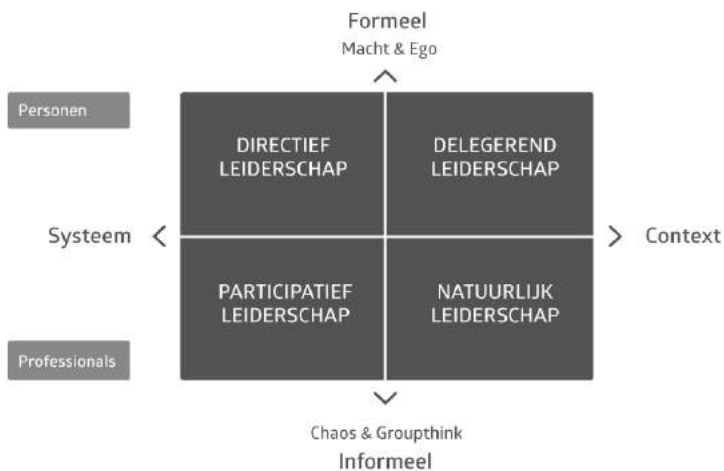 Formeel
Macht & Ego
Personen
DIRECTIEF
LEIDERSCHAP
DELEGEREND
LEIDERSCHAP
Systeem
Context
PARTICIPATIEF
LEIDERSCHAP
NATUURLIJK
LEIDERSCHAP
Professionals
Chaos & Groupthink
Informeel